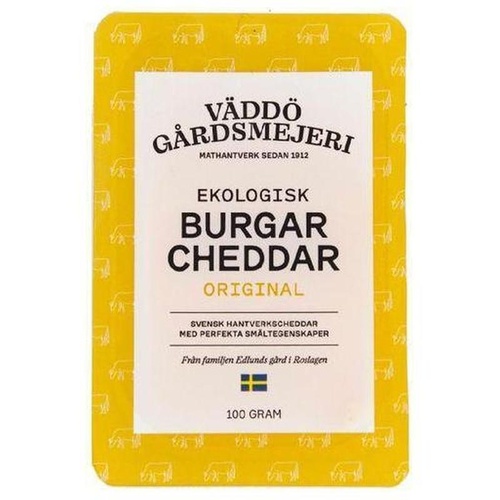 VÄDDÖ
GÅRDSMEJERI
MATHANTVERK SEDAN 1912
EKOLOGISK
BURGAR
CHEDDAR
ORIGINAL
SVENSK HANTVERKSCHEDDAR
MED PERFEKTA SMÄLTEGENSKAPER
Från familjen Edlunds gård i Roslagen
100 GRAM